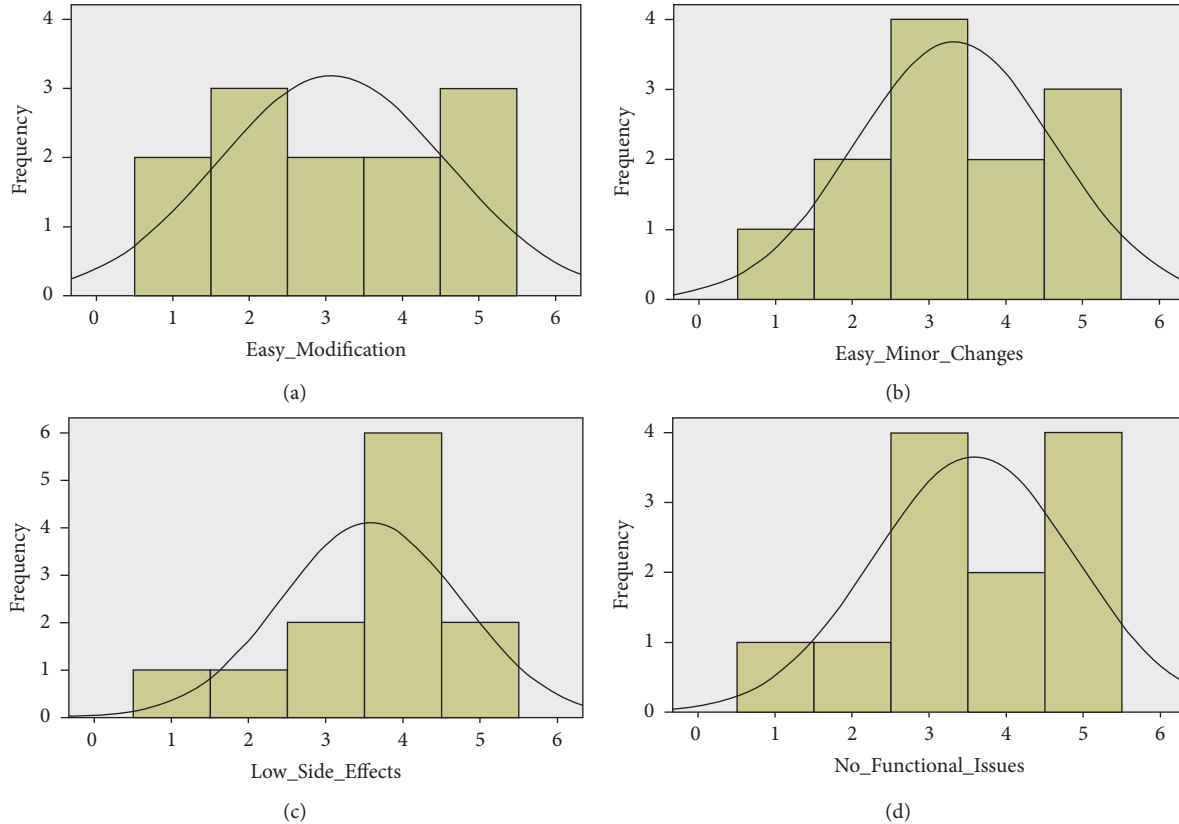 4
3
2
1
0
Frequency
0 1 2 3 4 5 6
Easy_Modification
(a)
4
3
2
1
0
Frequency
0 1 2 3 4 5 6
Easy_Minor_Changes
(b)
6
5
4
3
2
1
0
Frequency
0 1 2 3 4 5 6
Low_Side_Effects
(c)
4
3
2
1
0
Frequency
0 1 2 3 4 5 6
No_Functional_Issues
(d)